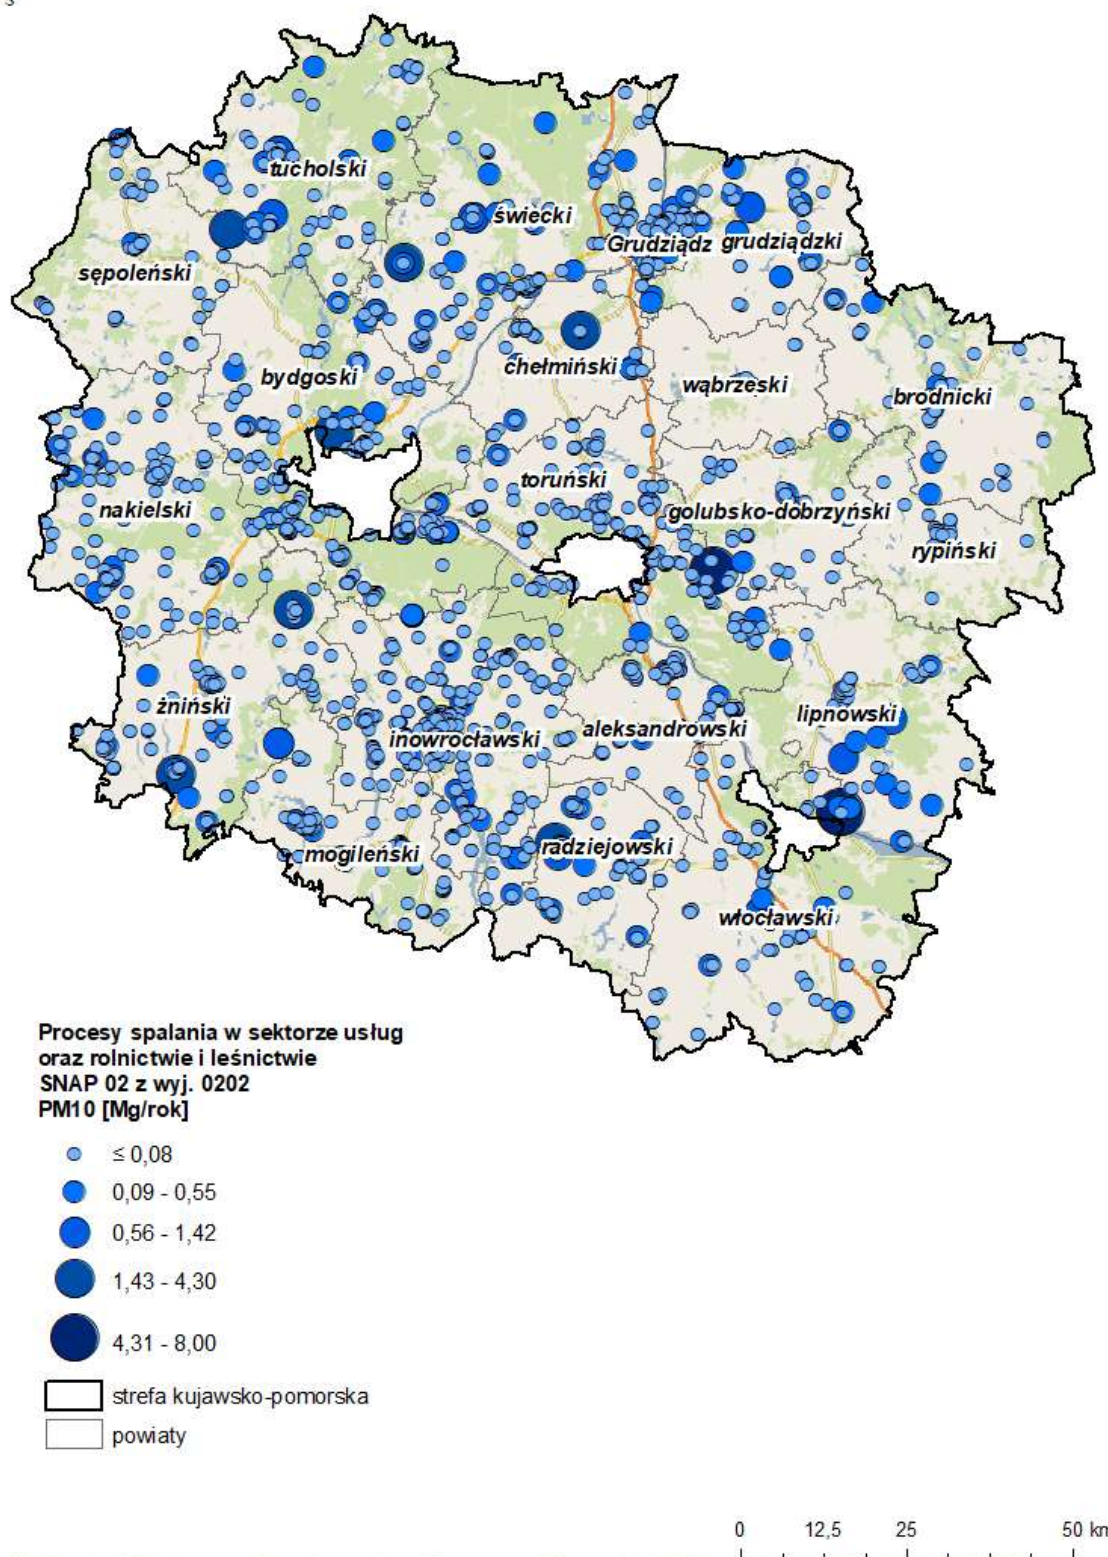 tucholski
świecki
Grudziądz grudziądzki
sępoleński
chełmiński
bydgoski
wąbrzeski
brodnicki
toruński
nakielski
golubsko-dobrzyński
rypiński
żniński
lipnowski
aleksandrowski
inowrocławski
radziejowski
mogileński
włocławski
Procesy spalania w sektorze usług
oraz rolnictwie i leśnictwie
SNAP 02 z wyj. 0202
PM10 [Mg/rok]
≤ 0,08
0,09 - 0,55
0,56 - 1,42
1,43 - 4,30
4,31 - 8,00
strefa kujawsko-pomorska
powiaty
0 12,5 25 50 km